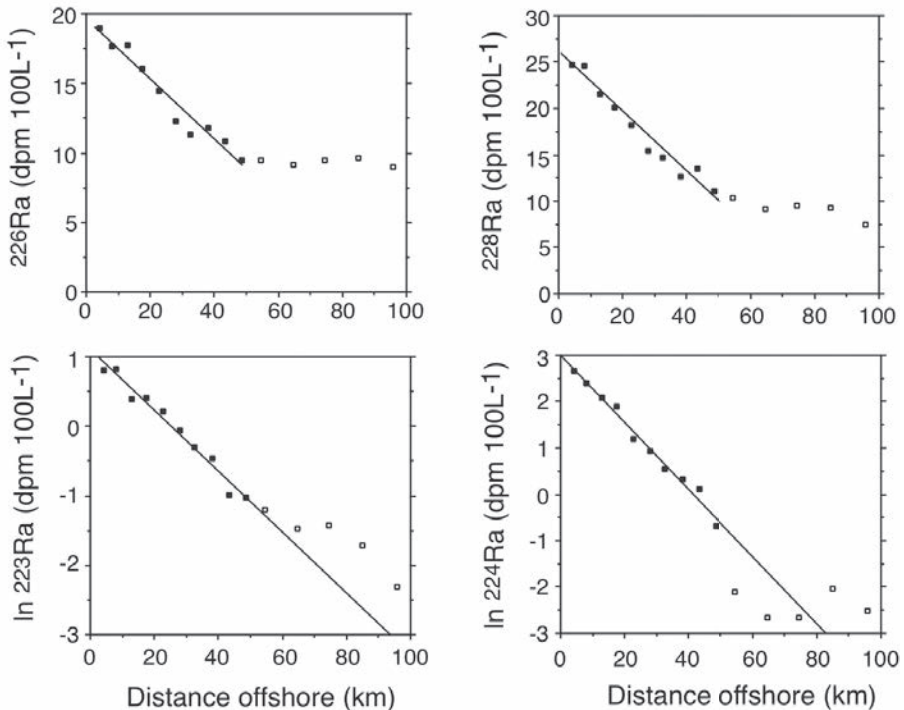 226Ra (dpm 100L-1)
20
15
10
5
0
0 20 40 60 80 100
228Ra (dpm 100L-1)
30
25
20
15
10
5
0
0 20 40 60 80 100
ln 223Ra (dpm 100L-1)
1
0
-1
-2
-3
0 20 40 60 80 100
Distance offshore (km)
ln 224Ra (dpm 100L-1)
3
2
1
0
-1
-2
-3
0 20 40 60 80 100
Distance offshore (km)